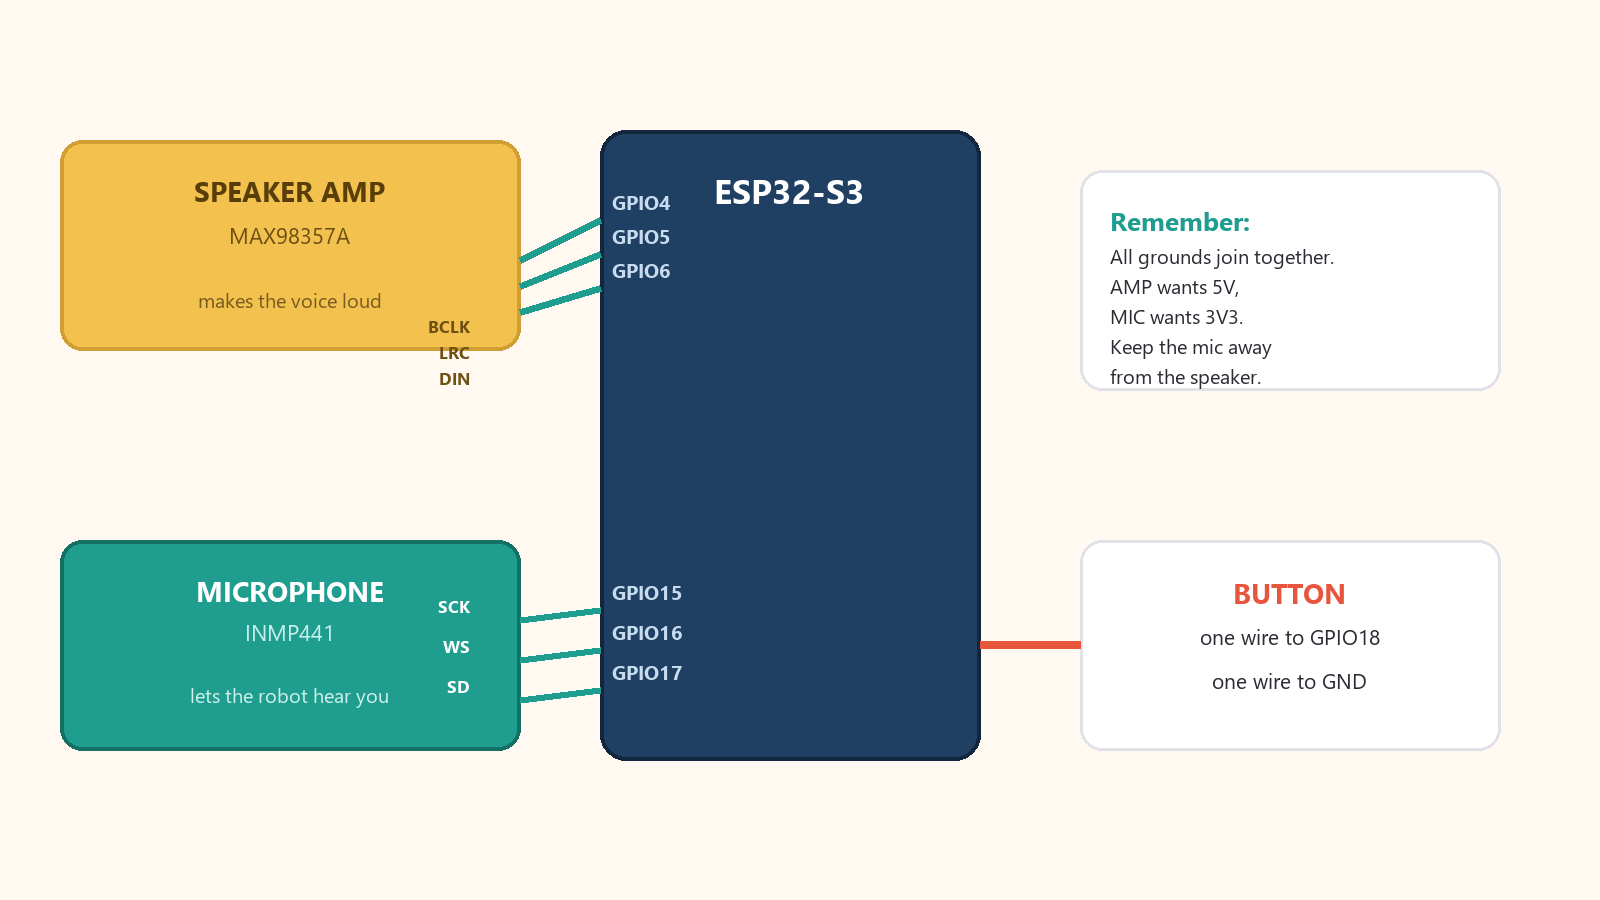 SPEAKER AMP
MAX98357A
makes the voice loud
BCLK
LRC
DIN
ESP32-S3
GPIO4
GPIO5
GPIO6
GPIO15
GPIO16
GPIO17
Remember:
All grounds join together.
AMP wants 5V,
MIC wants 3V3.
Keep the mic away
from the speaker.
MICROPHONE
INMP441
lets the robot hear you
SCK
WS
SD
BUTTON
one wire to GPIO18
one wire to GND